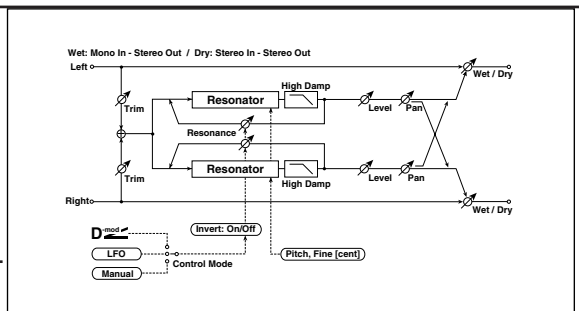 Wet: Mono In - Stereo Out / Dry: Stereo In - Stereo Out
Left
Wet / Dry
High Damp
Trim
Resonator
Level
Pan
Resonance
Resonator
Trim
High Damp
Level
Pan
Right
Wet / Dry
D-mod
Invert: On/Off
LFO
Pitch, Fine [cent]
Control Mode
Manual